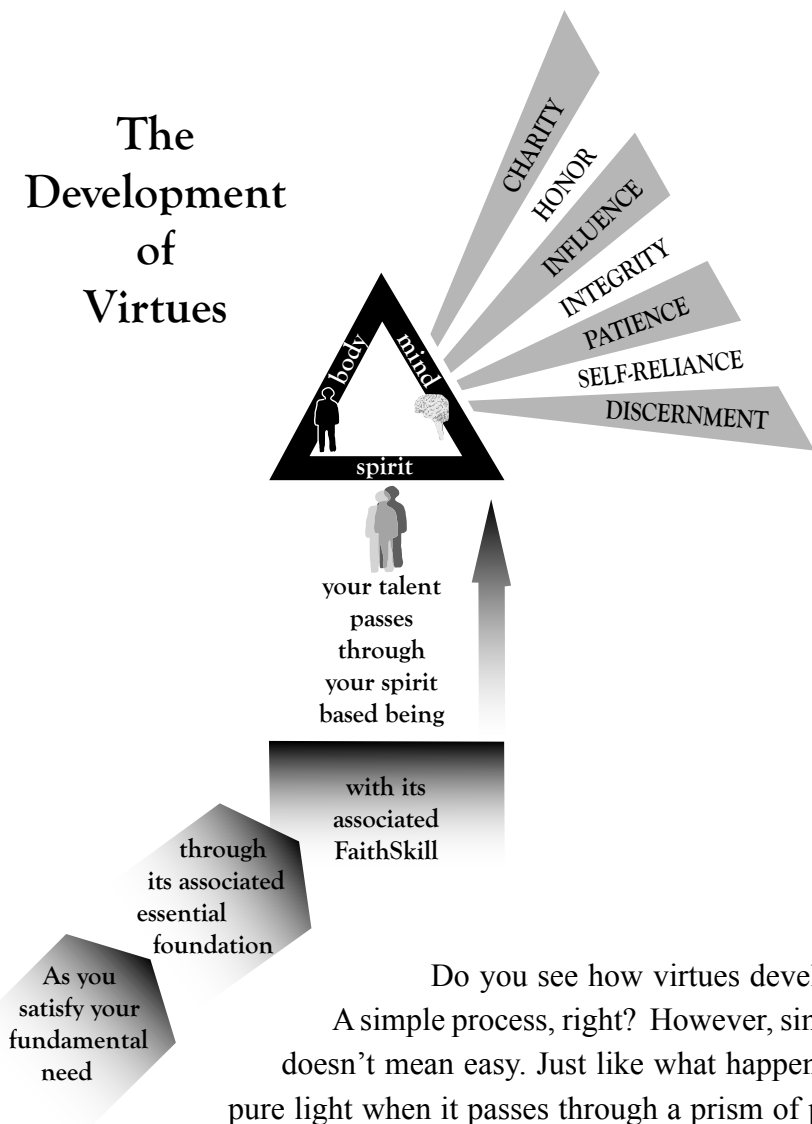 The
Development
of
Virtues
CHARITY
HONOR
INFLUENCE
INTEGRITY
PATIENCE
SELF-RELIANCE
DISCERNMENT
body
mind
spirit
your talent
passes
through
your spirit
based being
with its
associated
FaithSkill
through
its associated
essential
foundation
As you
satisfy your
fundamental
need
Do you see how virtues
A simple process, right? However,
doesn’t mean easy. Just like what
pure light when it passes through a prism of